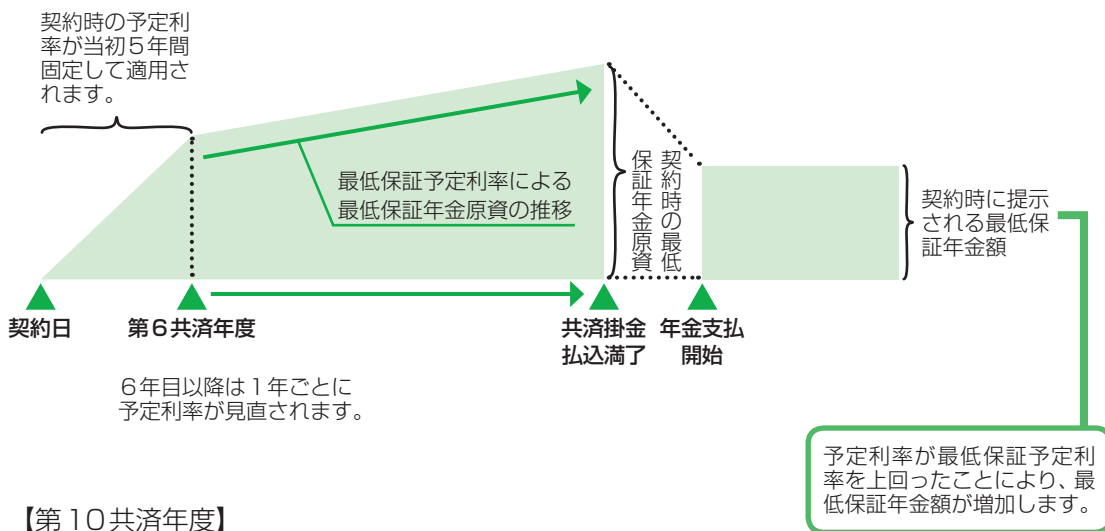 契約時の予定利
率が当初5年間
固定して適用さ
れます。
最低保証予定利率による
最低保証年金原資の推移
契約時の最低
保証年金原資
契約時に提示
される最低保
証年金額
契約日
第6共済年度
共済掛金
払込満了
年金支払
開始
6年目以降は1年ごとに
予定利率が見直されます。
予定利率が最低保証予定利
率を上回ったことにより、最
低保証年金額が増加します。
【第10共済年度】